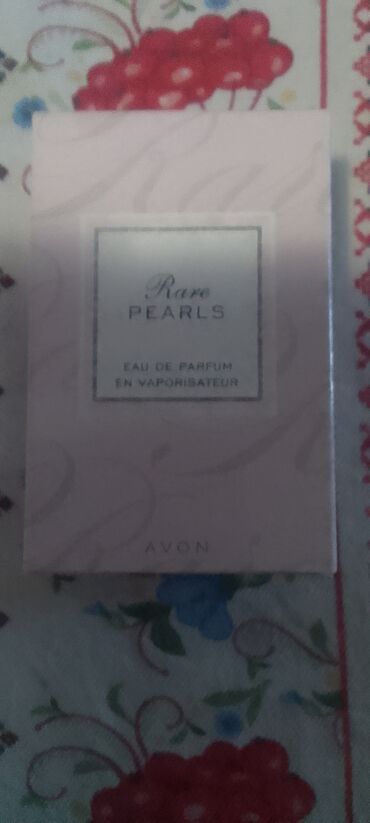 Rare
PEARLS
EAU DE PARFUM
EN VAPORISATEUR
AVON